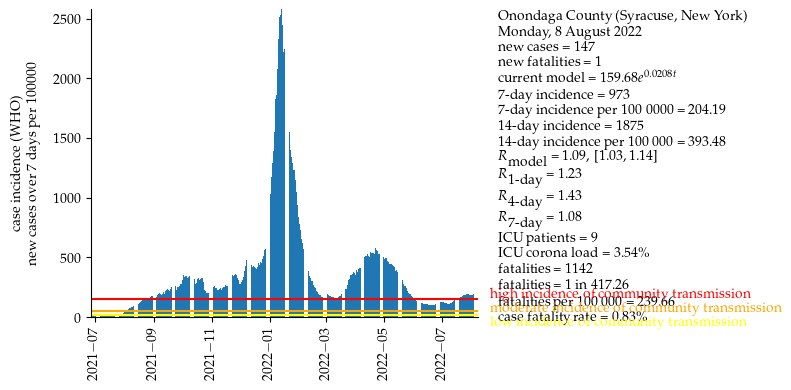 2500
2000
1500
1000
500
0
case incidence (WHO)
new cases over 7 days per 100000
2021−07
2021−09
2021−11
2022−01
2022−03
2022−05
2022−07
Onondaga County (Syracuse, New York)
Monday, 8 August 2022
new cases = 147
new fatalities = 1
current model = 159.68e^0.0208t
7-day incidence = 973
7-day incidence per 100 0000 = 204.19
14-day incidence = 1875
14-day incidence per 100 000 = 393.48
R_model = 1.09, [1.03, 1.14]
R_1-day = 1.23
R_4-day = 1.43
R_7-day = 1.08
ICU patients = 9
ICU corona load = 3.54%
fatalities = 1142
fatalities = 1 in 417.26
high incidence of community transmission
fatalities per 100 000 = 239.66
moderate incidence of community transmission
case fatality rate = 0.83%
low incidence of community transmission